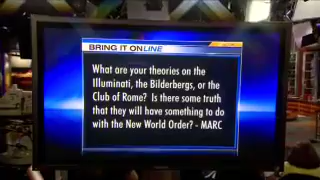 BRING IT ONLINE
What are your theories on the
Illuminati, the Bilderbergs, or the
Club of Rome? Is there some truth
that they will have something to do
with the New World Order? - MARC